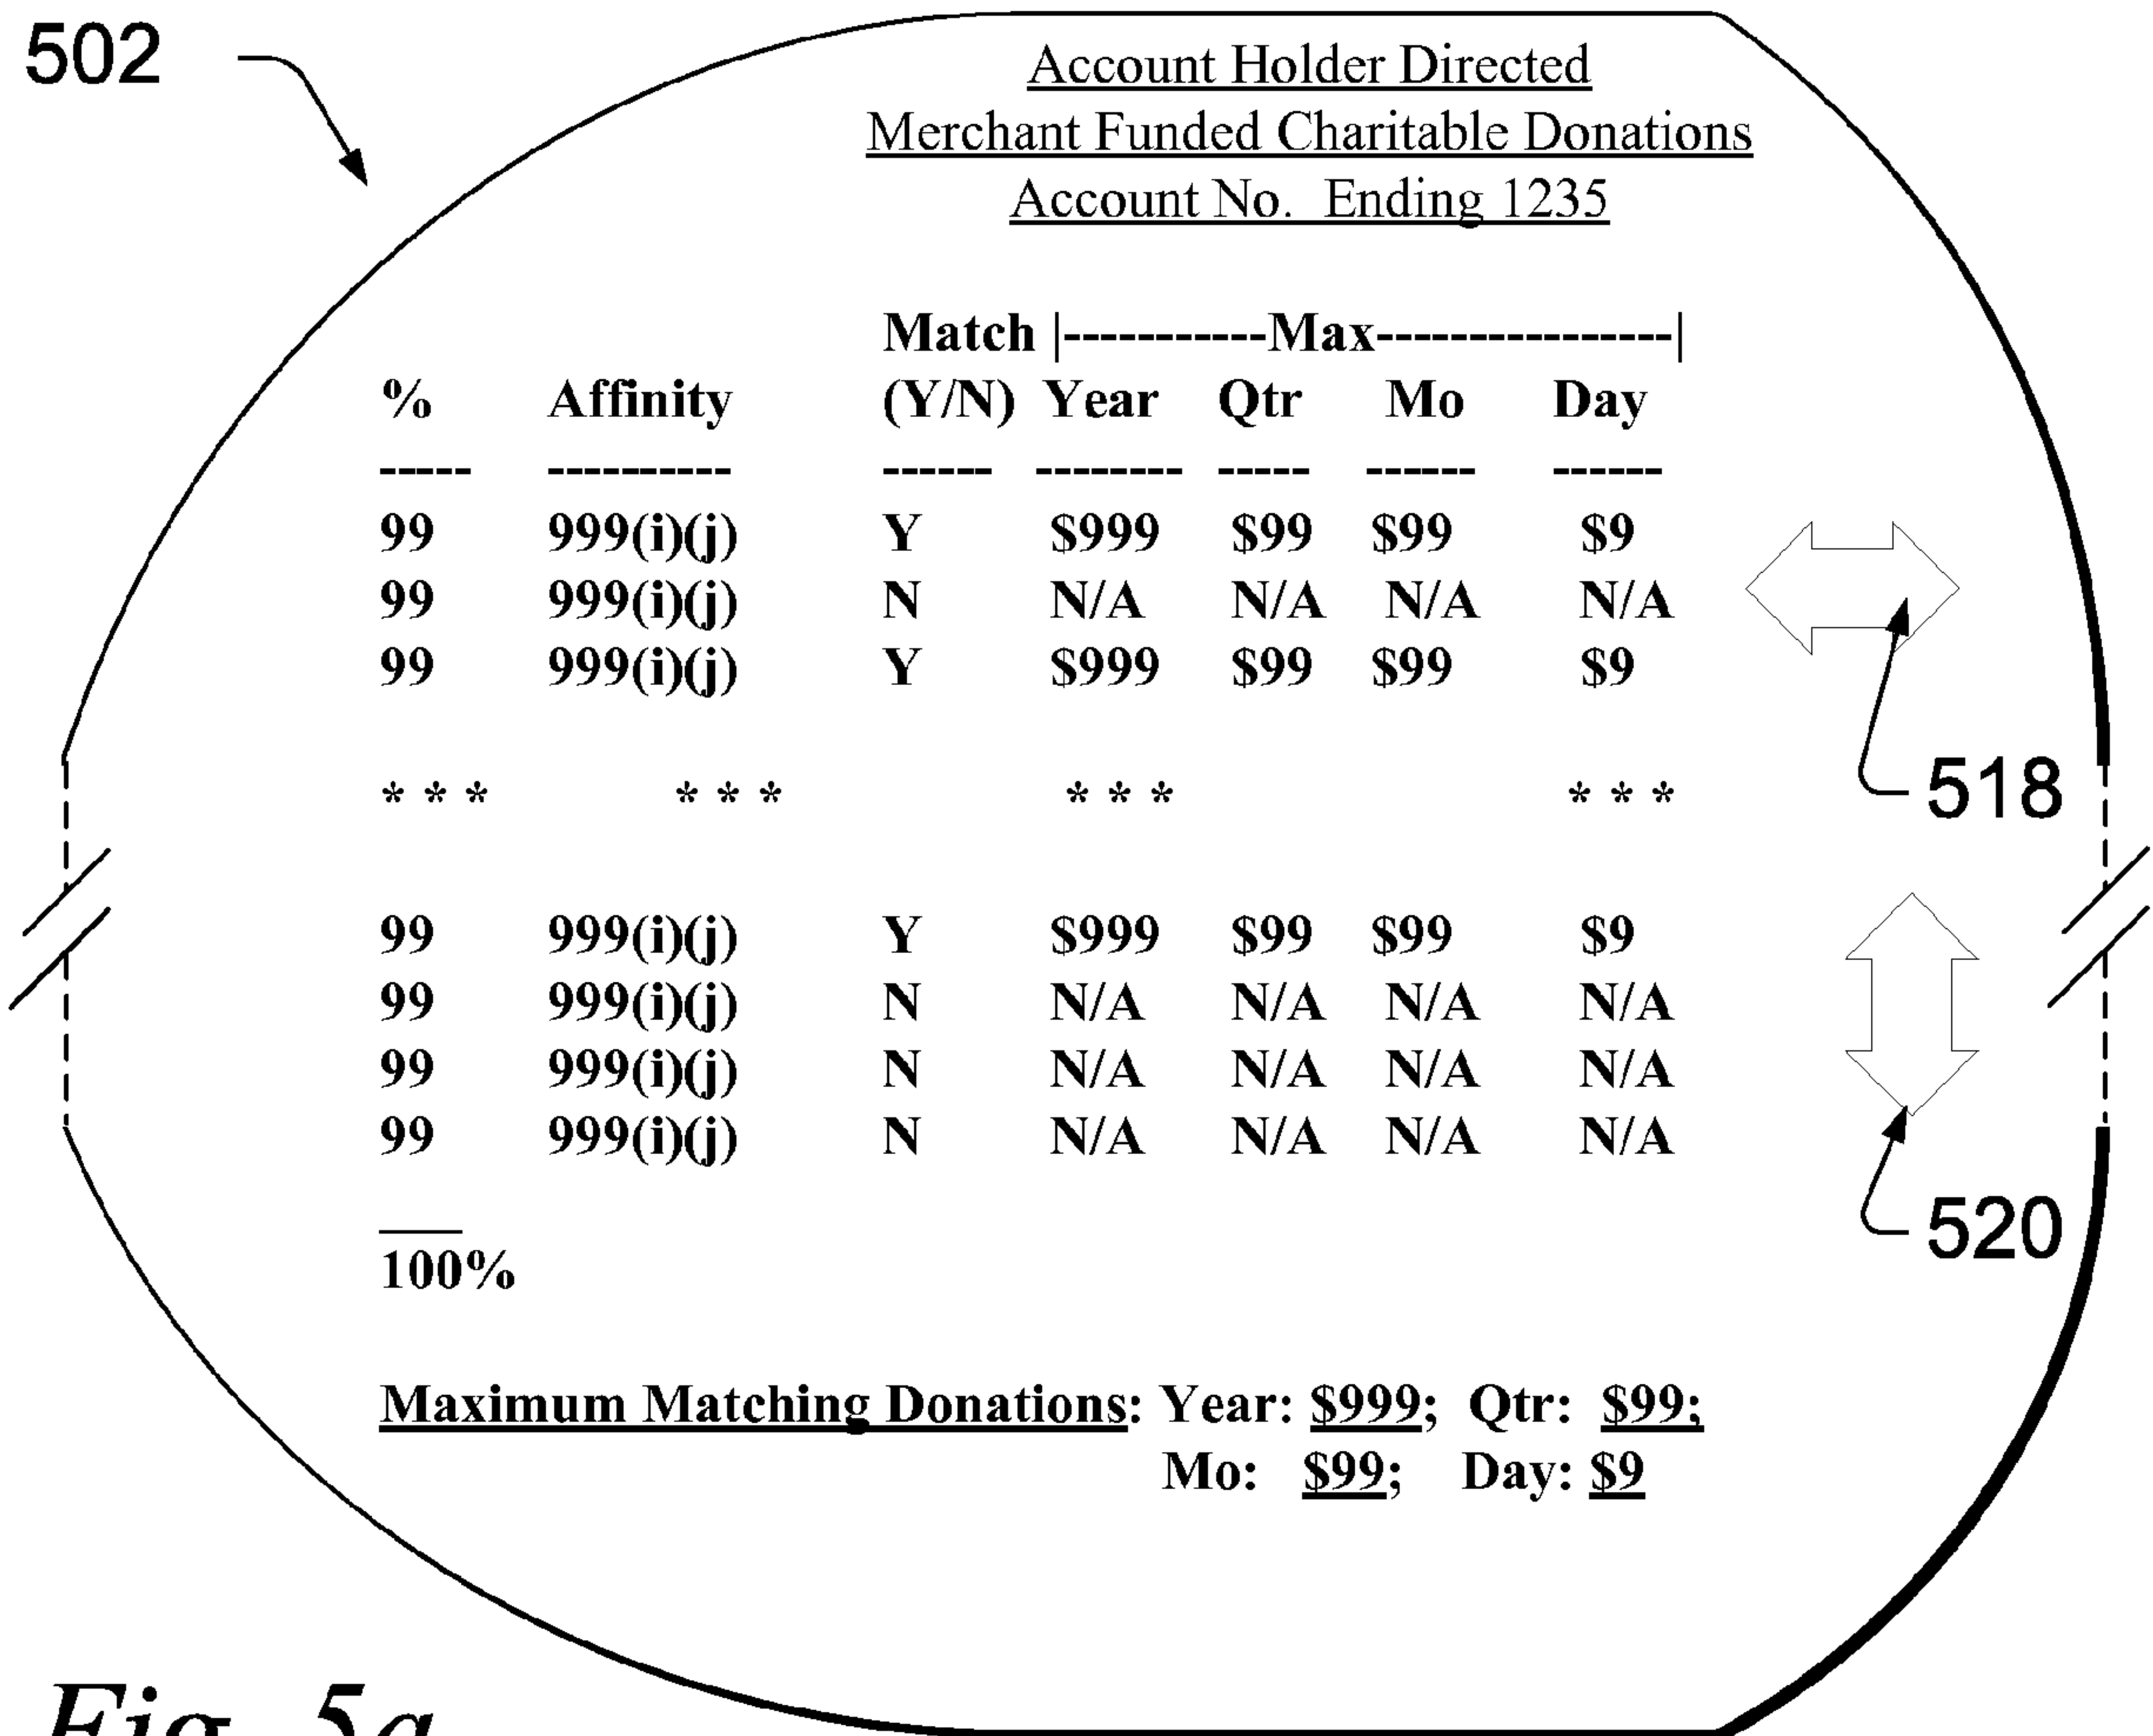 502
Account Holder Directed
Merchant Funded Charitable Donations
Account No. Ending 1235
Match |-----------Max----------------|
% Affinity (Y/N) Year Qtr Mo Day
----- ---------- ------ -------- ----- ------ ------
99 999(i)(j) Y $999 $99 $99 $9
99 999(i)(j) N N/A N/A N/A N/A
99 999(i)(j) Y $999 $99 $99 $9
518
* * * * * * * * * * * *
99 999(i)(j) Y $999 $99 $99 $9
99 999(i)(j) N N/A N/A N/A N/A
99 999(i)(j) N N/A N/A N/A N/A
99 999(i)(j) N N/A N/A N/A N/A
520
100%
Maximum Matching Donations: Year: $999; Qtr: $99;
Mo: $99; Day: $9
Fig. 5a